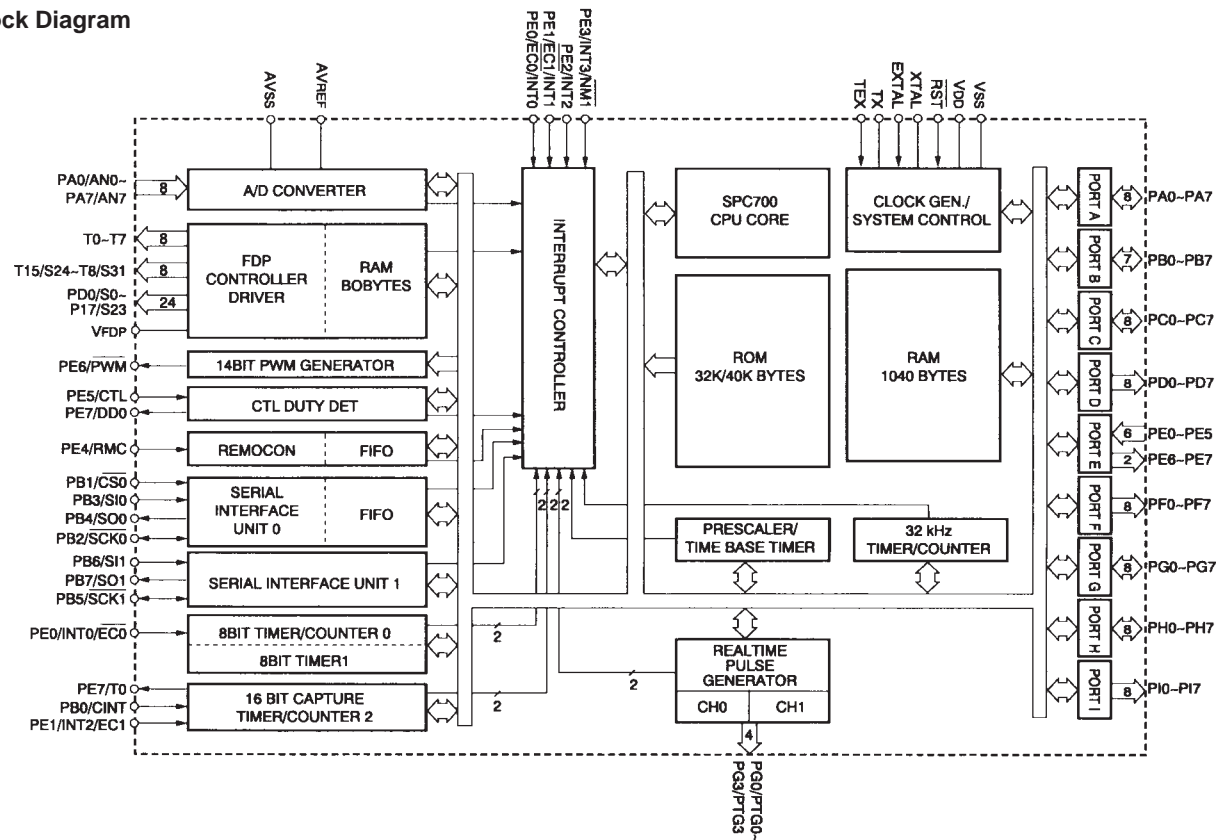 ock Diagram
AVSS
AVREF
PE0/EC0/INT0
PE1/EC1/INT1
PE2/INT2
PE3/INT3/NM1
TEX
TX
EXTAL
XTAL
RST
VDD
VSS
PA0/AN0~
PA7/AN7
8
A/D CONVERTER
T0~T7
8
T15/S24~T8/S31
8
PD0/S0~
P17/S23
24
VFDP
FDP
CONTROLLER
DRIVER
RAM
BOBYTES
PE6/PWM
14BIT PWM GENERATOR
PE5/CTL
PE7/DD0
CTL DUTY DET
PE4/RMC
REMOCON
FIFO
PB1/CS0
PB3/SI0
PB4/SO0
PB2/SCK0
SERIAL
INTERFACE
UNIT 0
FIFO
PB6/SI1
PB7/SO1
PB5/SCK1
SERIAL INTERFACE UNIT 1
PE0/INT0/EC0
8BIT TIMER/COUNTER 0
8BIT TIMER1
2
PE7/T0
PB0/CINT
PE1/INT2/EC1
16 BIT CAPTURE
TIMER/COUNTER 2
2
INTERRUPT CONTROLLER
2
2
2
2
SPC700
CPU CORE
CLOCK GEN./
SYSTEM CONTROL
ROM
32K/40K BYTES
RAM
1040 BYTES
PRESCALER/
TIME BASE TIMER
32 kHz
TIMER/COUNTER
REALTIME
PULSE
GENERATOR
CH0
CH1
4
PG0/PTG0~
PG3/PTG3
PORT A
8
PA0~PA7
PORT B
7
PB0~PB7
PORT C
8
PC0~PC7
PORT D
8
PD0~PD7
PORT E
6
PE0~PE5
2
PE6~PE7
PORT F
8
PF0~PF7
PORT G
8
PG0~PG7
PORT H
8
PH0~PH7
PORT I
8
PI0~PI7